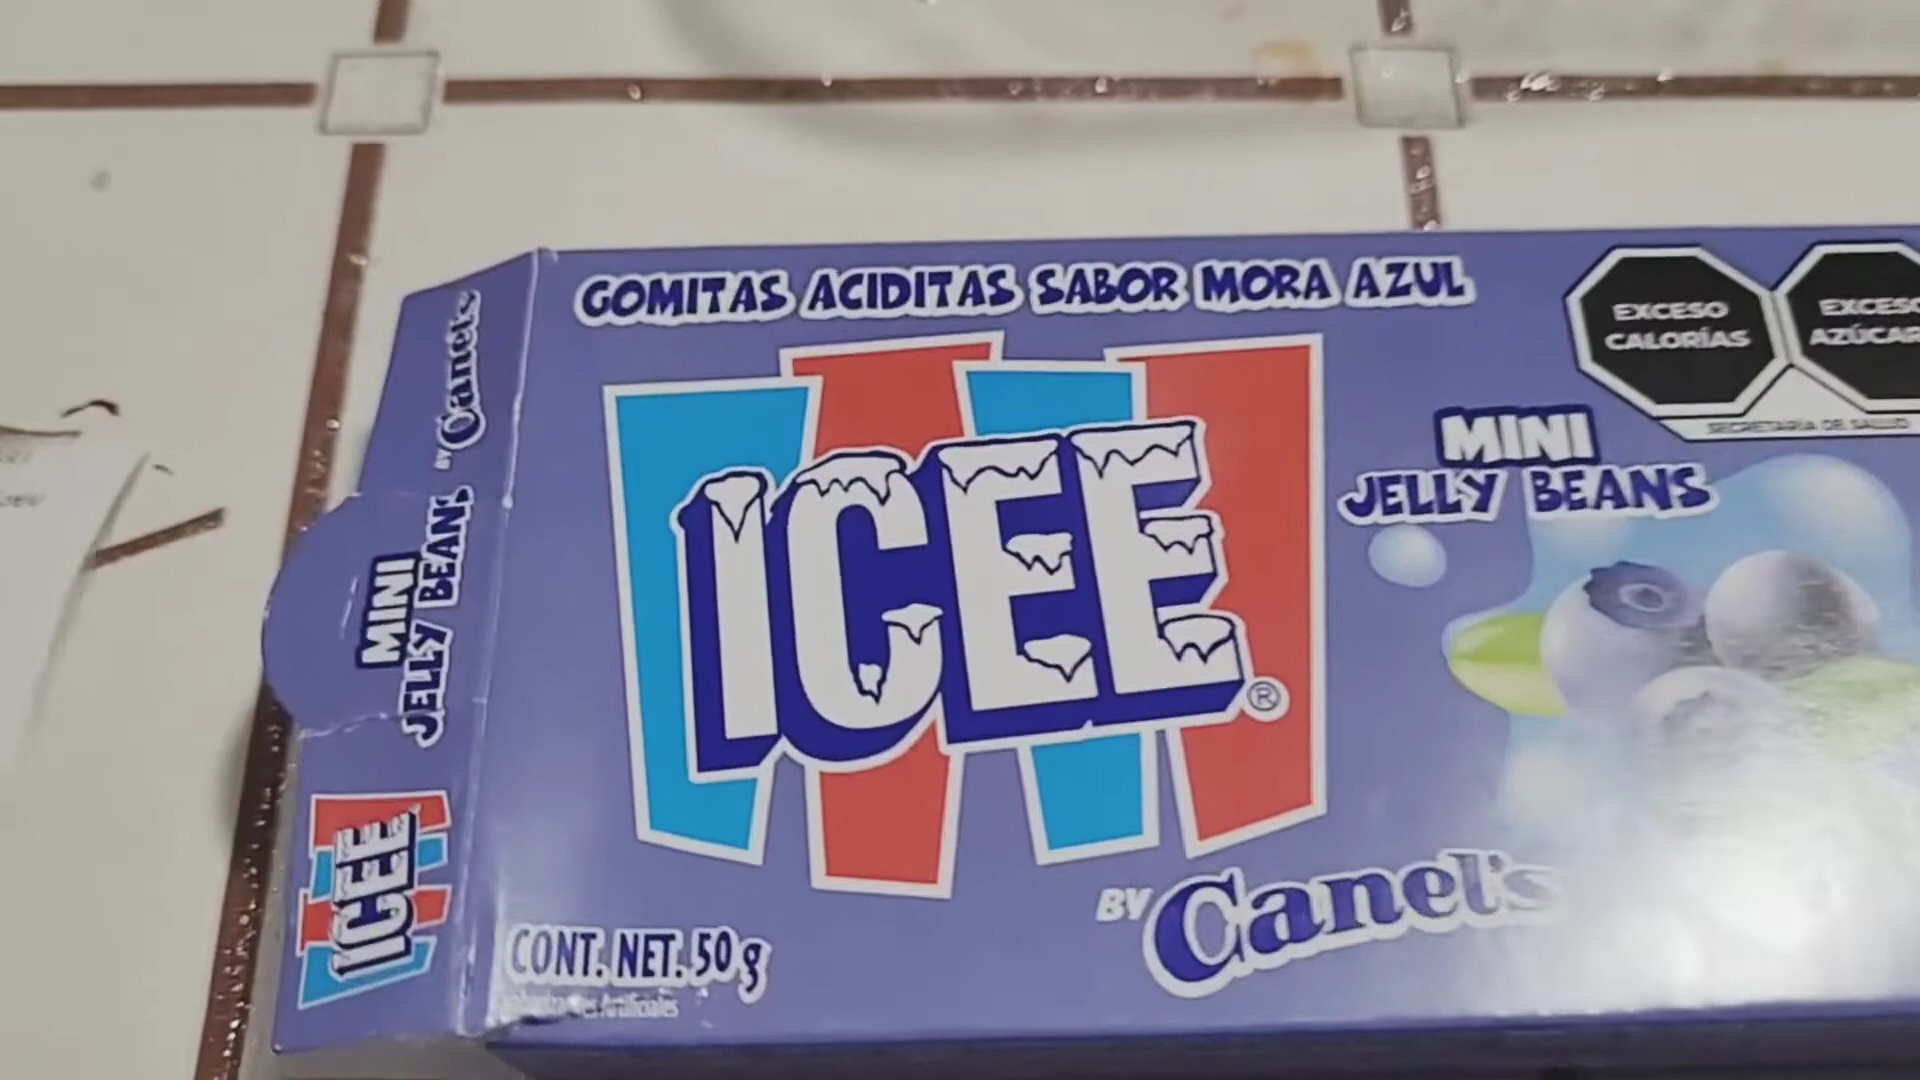 GOMITAS ACIDITAS SABOR MORA AZUL
EXCESO
CALORÍAS
EXCESO
AZÚCAR
SECRETARÍA DE SALUD
MINI
JELLY BEANS
ICEE®
BY Canel's
CONT. NET. 50 g
Artificiales
MINI
JELLY BEANS
BY Canel's
ICEE